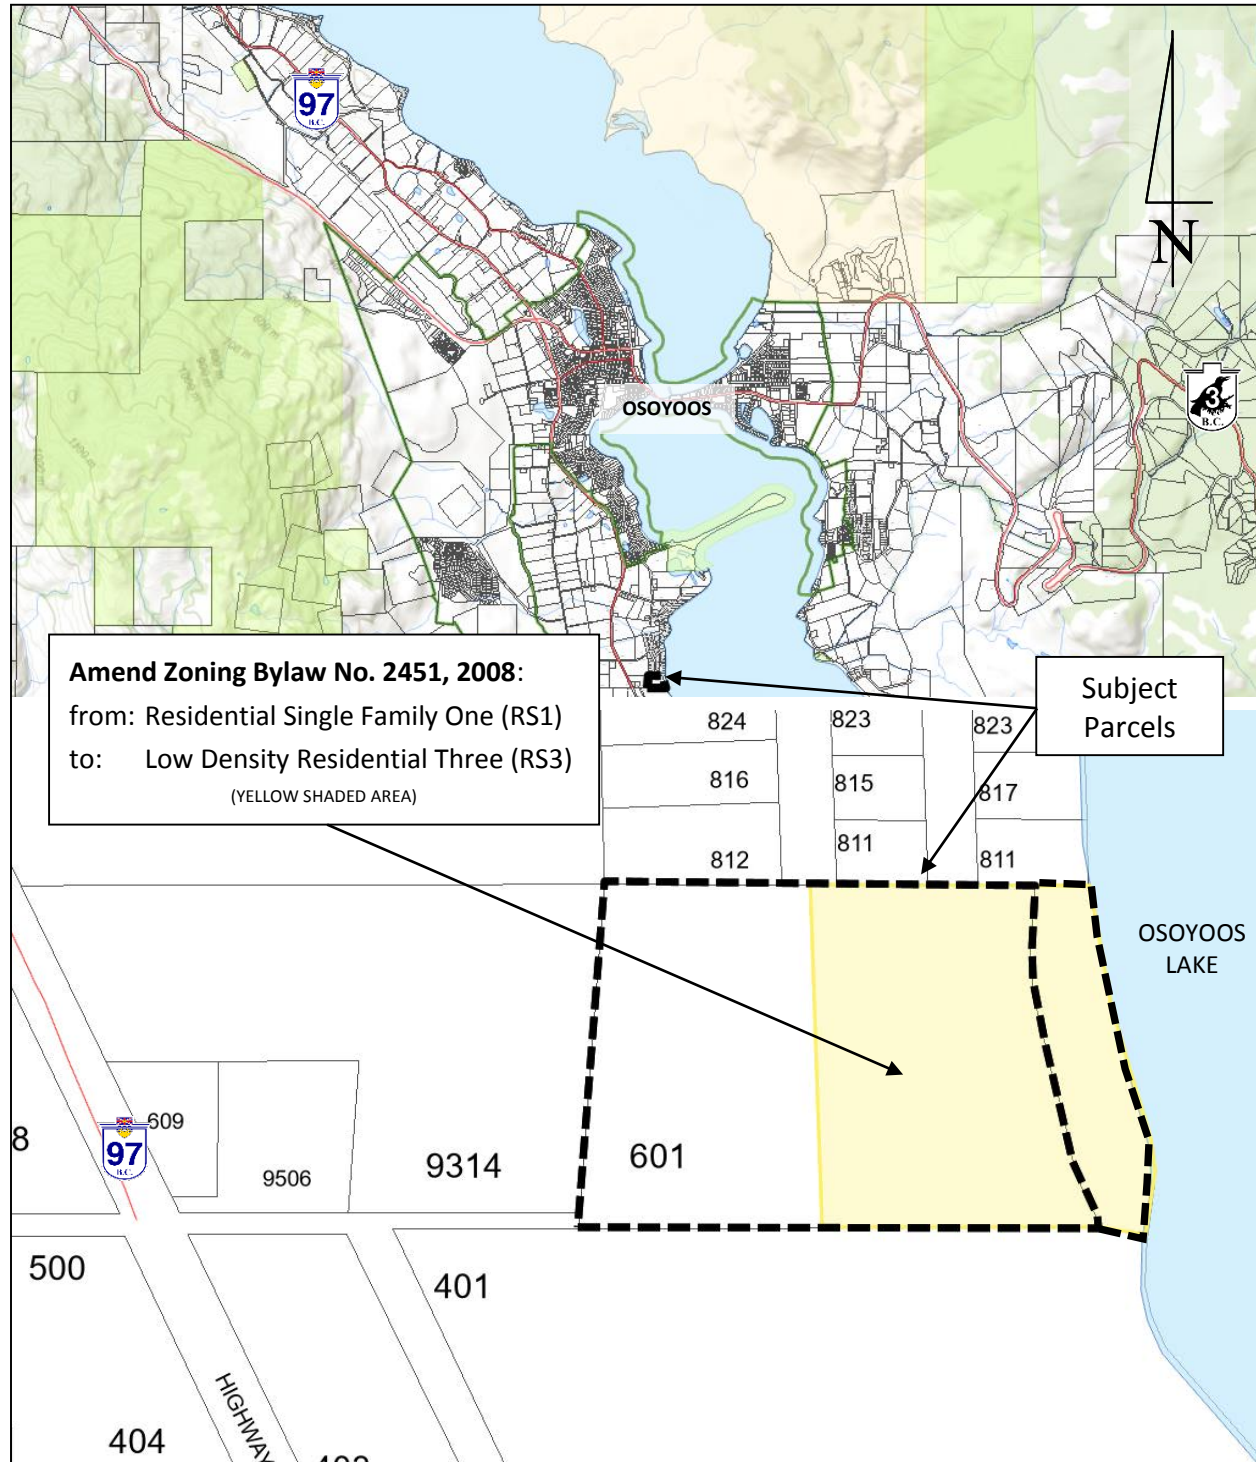 97
B.C.
N
3
B.C.
OSOYOOS
Amend Zoning Bylaw No. 2451, 2008:
from: Residential Single Family One (RS1)
to: Low Density Residential Three (RS3)
(YELLOW SHADED AREA)
Subject
Parcels
824
823
823
816
815
817
812
811
811
OSOYOOS
LAKE
609
97
B.C.
8
9506
9314
601
500
401
HIGHWAY
404